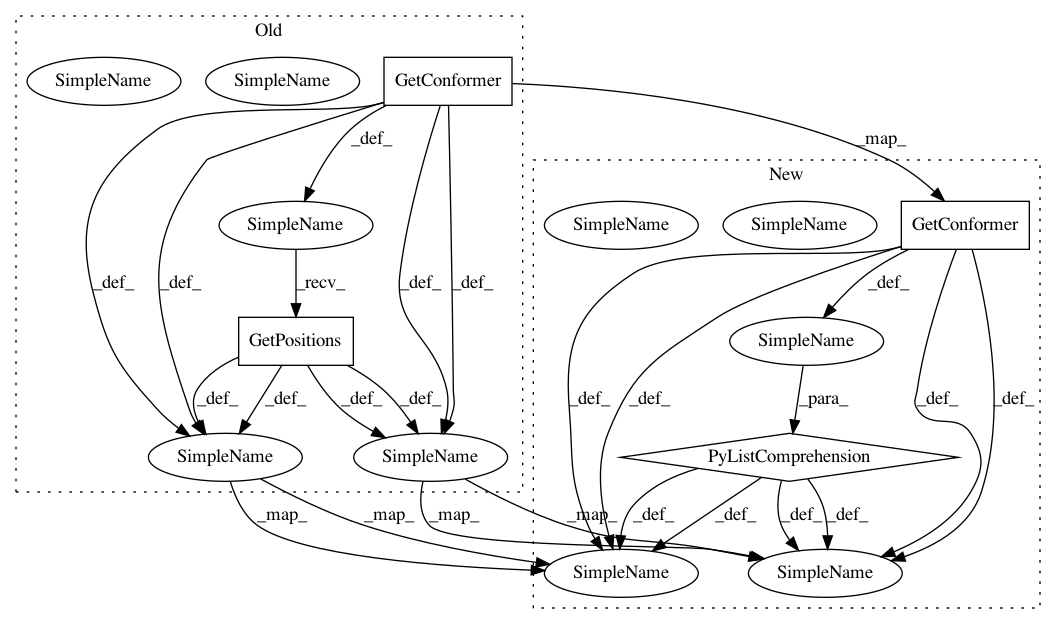 Old
SimpleName
SimpleName
GetConformer
_def_
_map_
New
SimpleName
SimpleName
SimpleName
GetConformer
_def_
_def_
_recv_
_def_
_def_
_def_
GetPositions
SimpleName
_def_
_def_
_def_
_def_
_def_
_def_
_para_
_def_
_def_
SimpleName
SimpleName
PyListComprehension
_map_
_map_
_map_
_map_
_def_
_def_
_def_
_def_
SimpleName
SimpleName